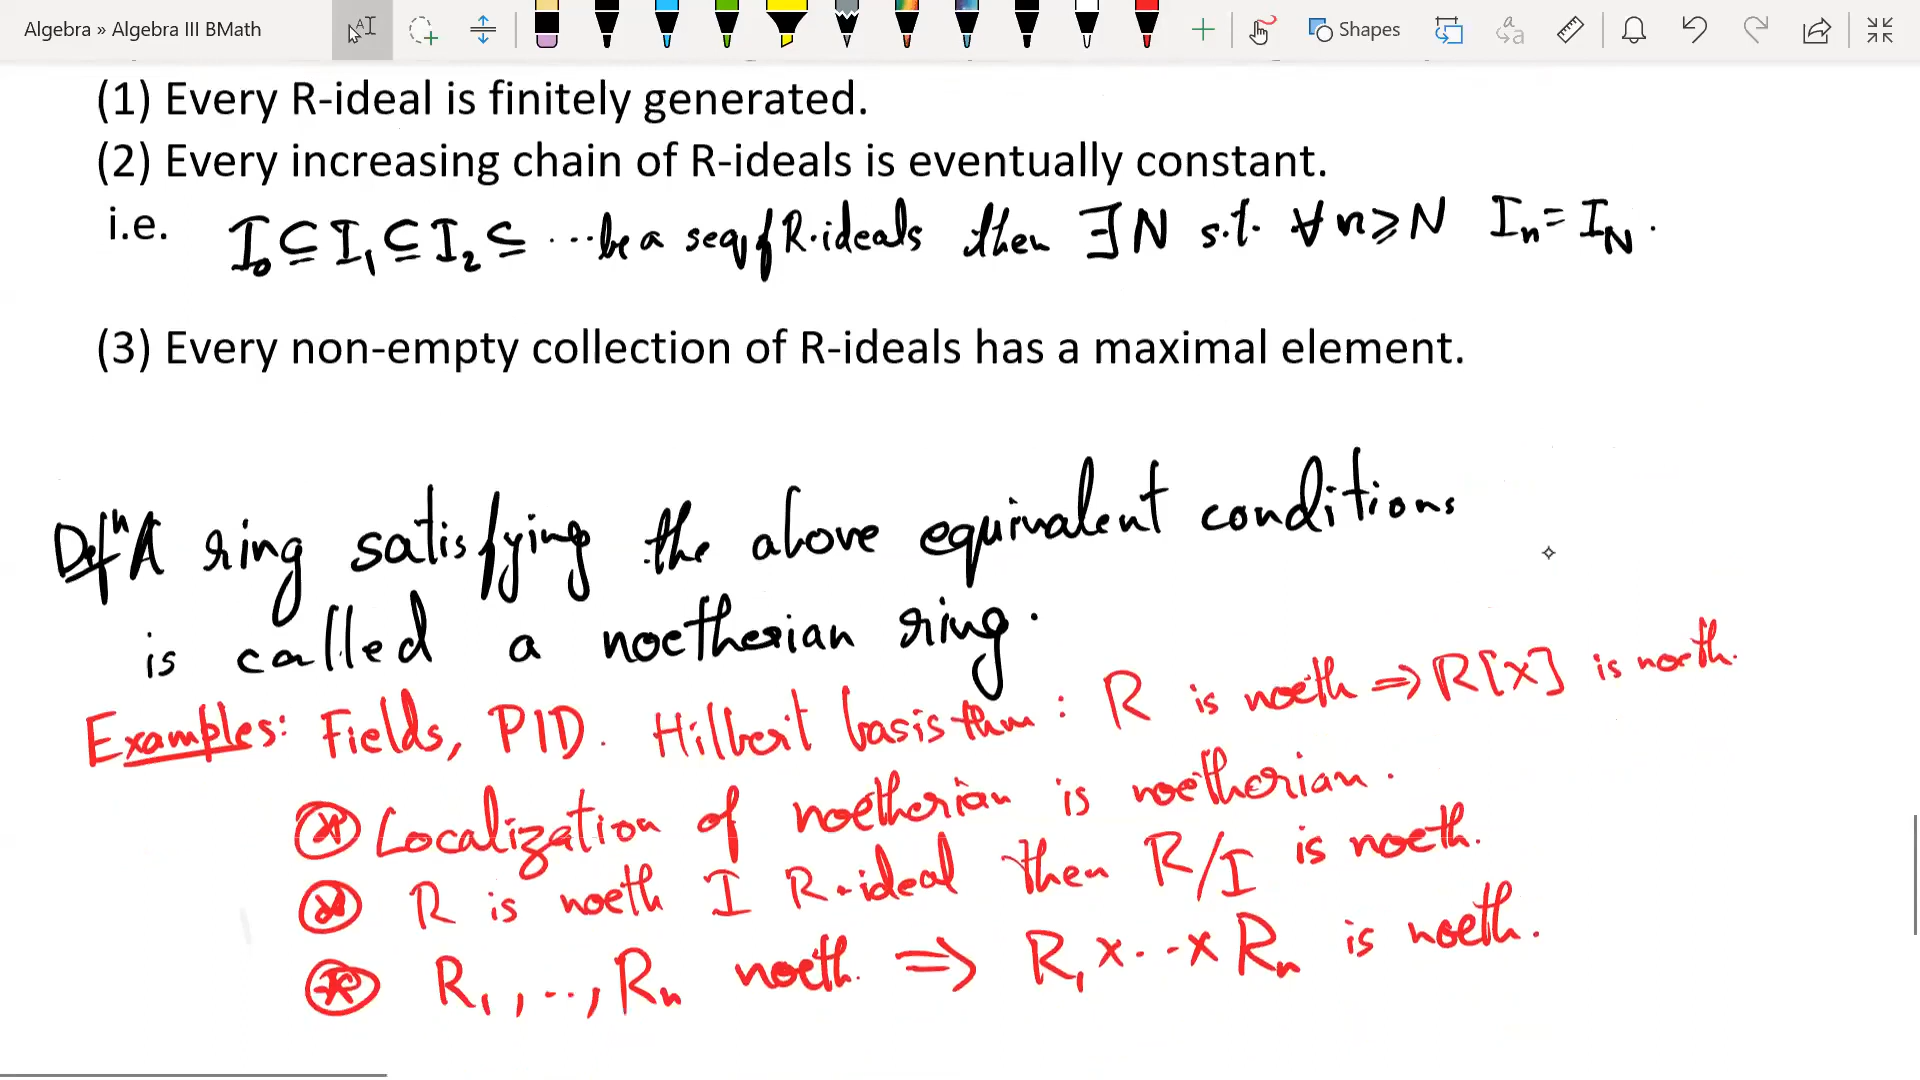 Algebra » Algebra III BMath
Shapes
(1) Every R-ideal is finitely generated.
(2) Every increasing chain of R-ideals is eventually constant.
i.e. I₀ ⊆ I₁ ⊆ I₂ ⊆ ... be a seq of R-ideals then ∃ N s.t. ∀ n ≥ N Iₙ = I_N .
(3) Every non-empty collection of R-ideals has a maximal element.
Defⁿ A ring satisfying the above equivalent conditions
is called a noetherian ring.
Examples: Fields, PID. Hilbert basis thm : R is noeth ⇒ R[X] is noeth.
⊛ Localization of noetherian is noetherian.
⊛ R is noeth I R-ideal then R/I is noeth.
⊛ R₁, .., Rₙ noeth. ⇒ R₁ × .. × Rₙ is noeth.